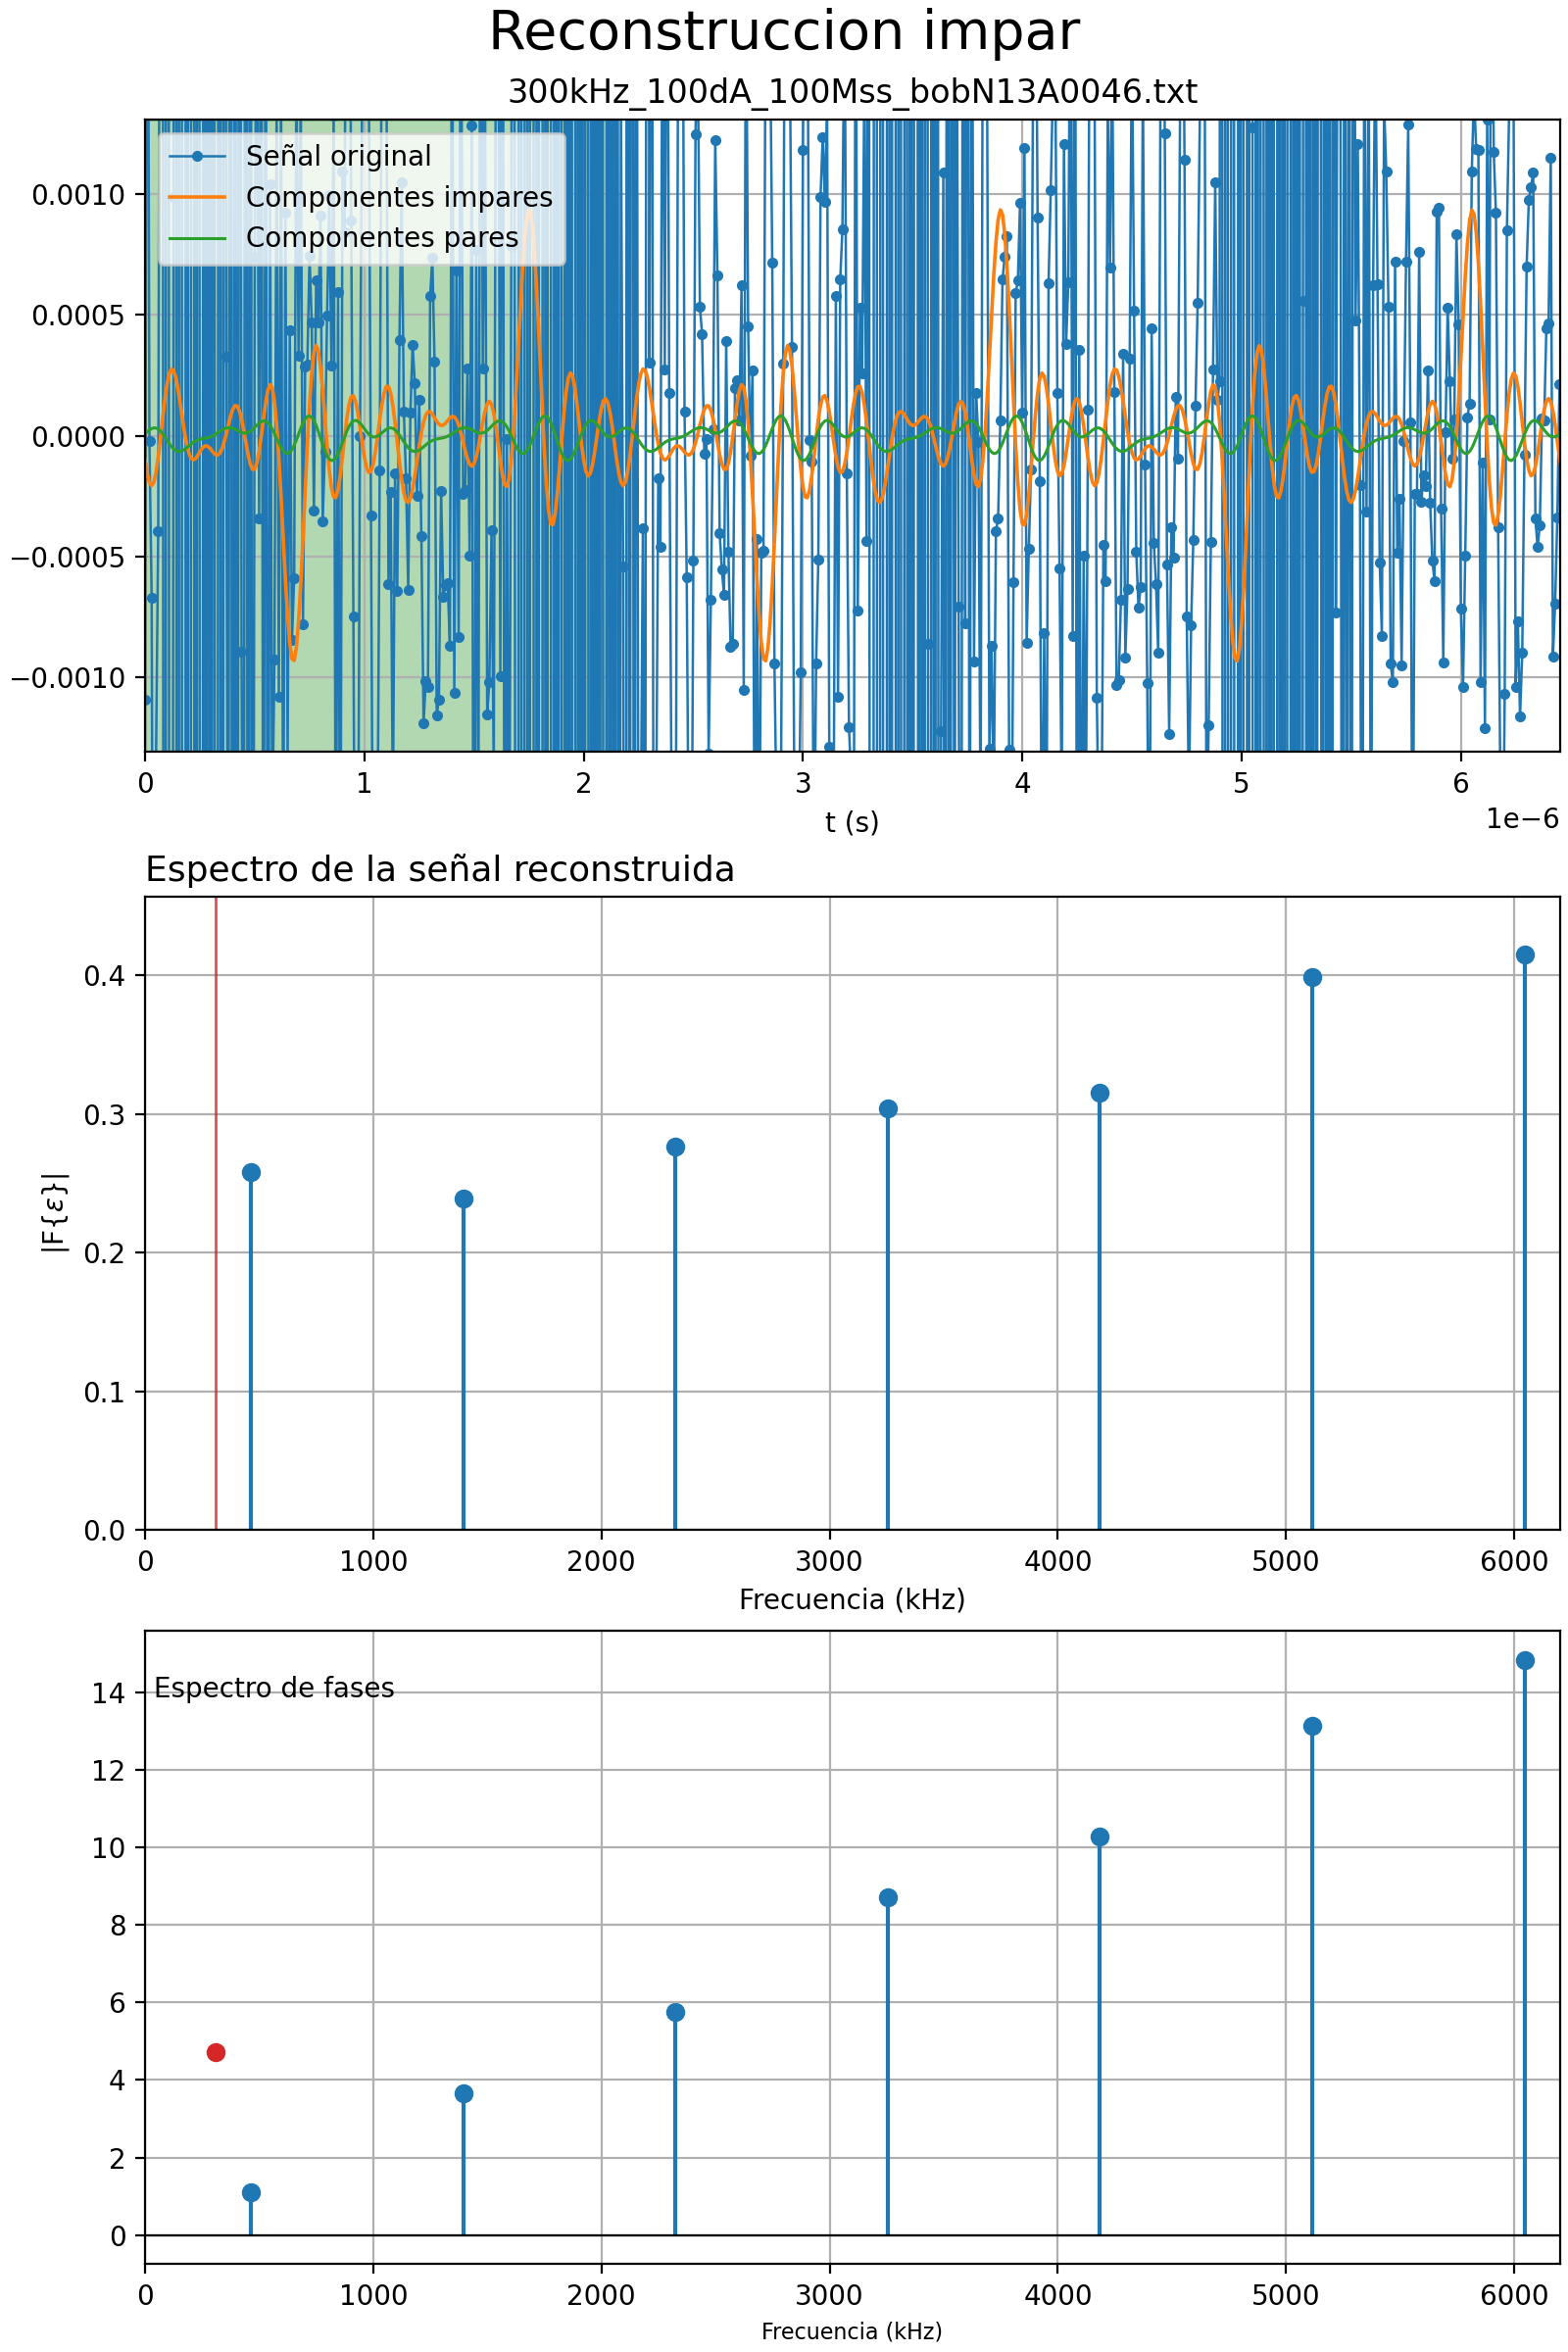 Reconstruccion impar
300kHz_100dA_100Mss_bobN13A0046.txt
Señal original
Componentes impares
Componentes pares
0.0010
0.0005
0.0000
−0.0005
−0.0010
0 1 2 3 4 5 6
1e−6
t (s)
Espectro de la señal reconstruida
0.4
0.3
0.2
0.1
0.0
|F{ε}|
0 1000 2000 3000 4000 5000 6000
Frecuencia (kHz)
Espectro de fases
14
12
10
8
6
4
2
0
0 1000 2000 3000 4000 5000 6000
Frecuencia (kHz)